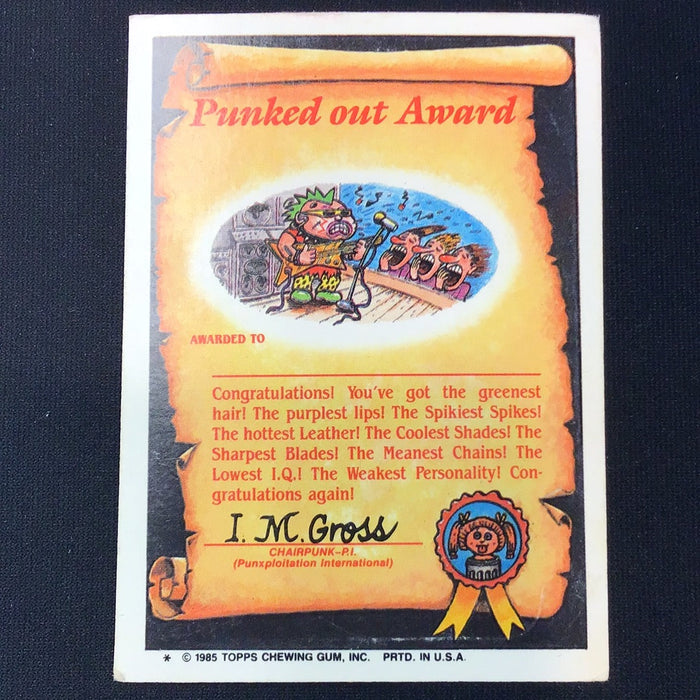 Punked out Award
AWARDED TO
Congratulations! You've got the greenest
hair! The purplest lips! The Spikiest Spikes!
The hottest Leather! The Coolest Shades! The
Sharpest Blades! The Meanest Chains! The
Lowest I.Q.! The Weakest Personality! Con-
gratulations again!
I. M. Gross
CHAIRPUNK–P.I.
(Punxploitation International)
* © 1985 TOPPS CHEWING GUM, INC. PRTD. IN U.S.A.